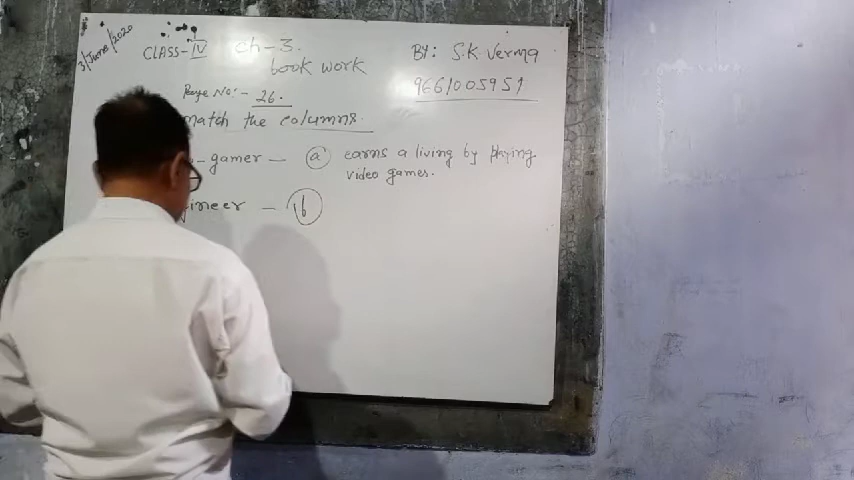 3/June/2020
CLASS-IV ch-3. By: S.K Verma
book work 9661005951
Page No:- 26.
match the columns.
-gamer - (a) earns a living by playing
video games.
gineer - (b)